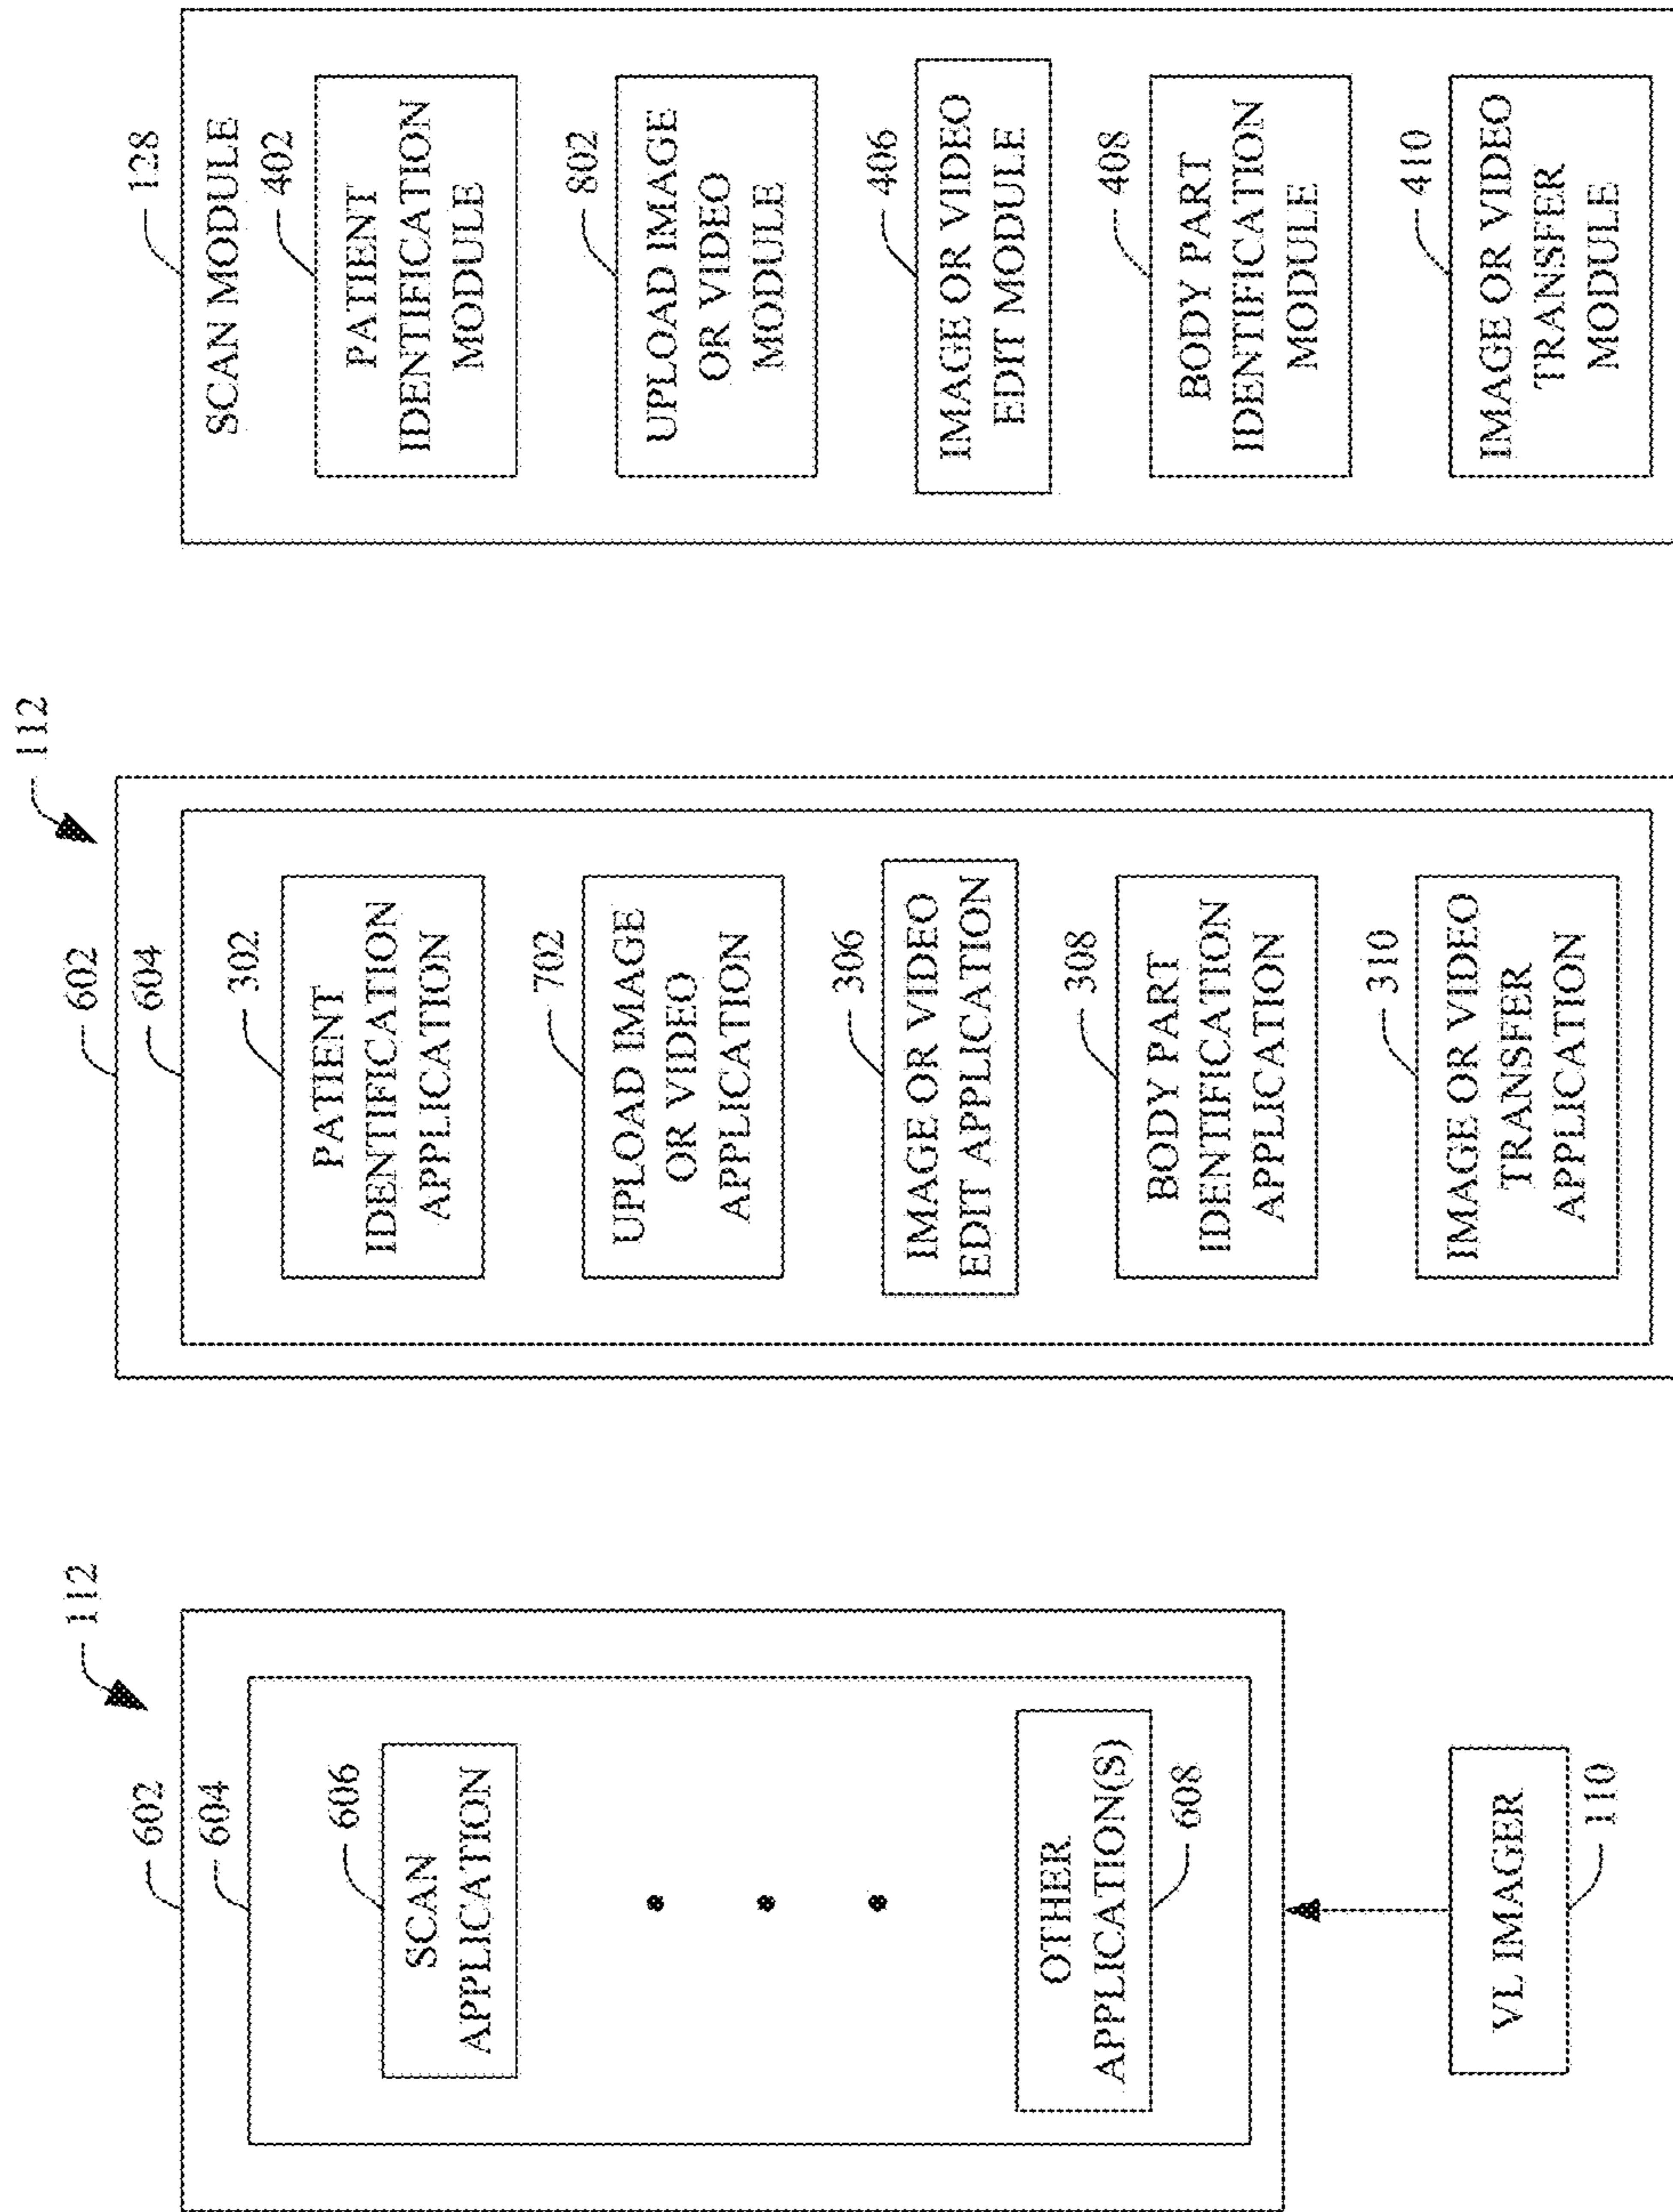 112
602
604
606
SCAN
APPLICATION
OTHER
APPLICATION(S)
608
VL IMAGER
110
112
602
604
302
PATIENT
IDENTIFICATION
APPLICATION
702
UPLOAD IMAGE
OR VIDEO
APPLICATION
306
IMAGE OR VIDEO
EDIT APPLICATION
308
BODY PART
IDENTIFICATION
APPLICATION
310
IMAGE OR VIDEO
TRANSFER
APPLICATION
128
SCAN MODULE
402
PATIENT
IDENTIFICATION
MODULE
802
UPLOAD IMAGE
OR VIDEO
MODULE
406
IMAGE OR VIDEO
EDIT MODULE
408
BODY PART
IDENTIFICATION
MODULE
410
IMAGE OR VIDEO
TRANSFER
MODULE